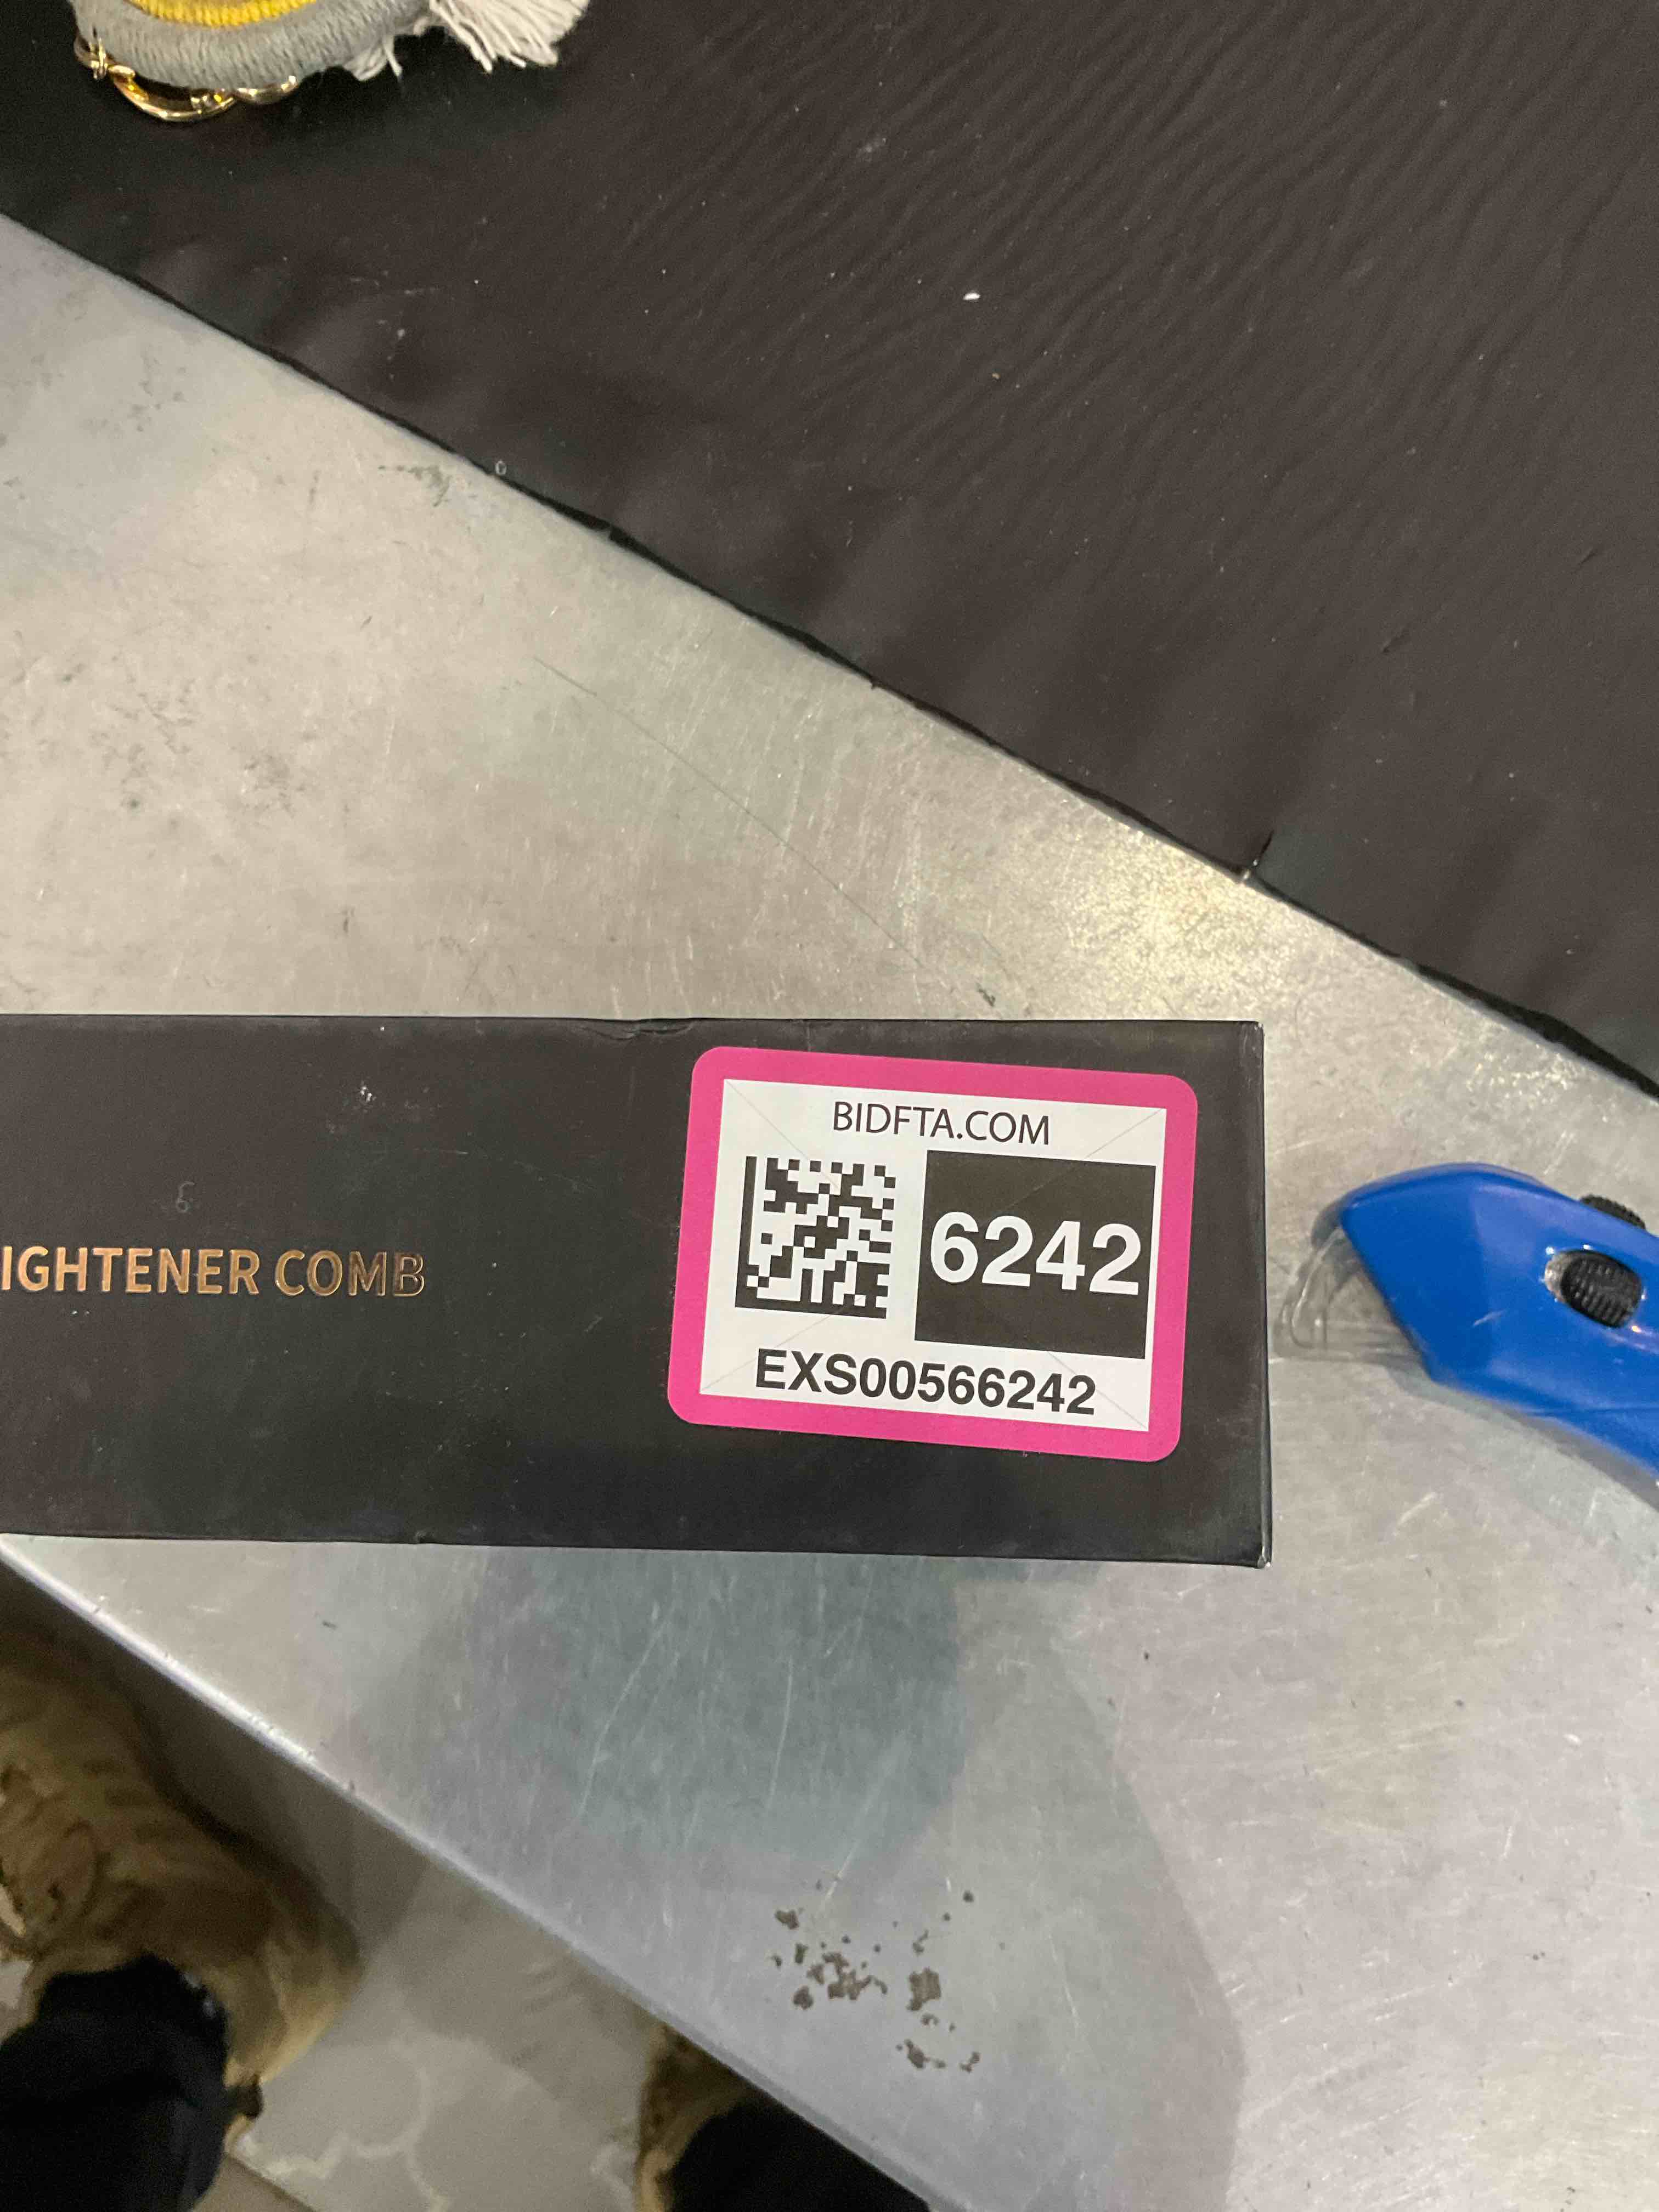 IGHTENER COMB
BIDFTA.COM
6242
EXS00566242